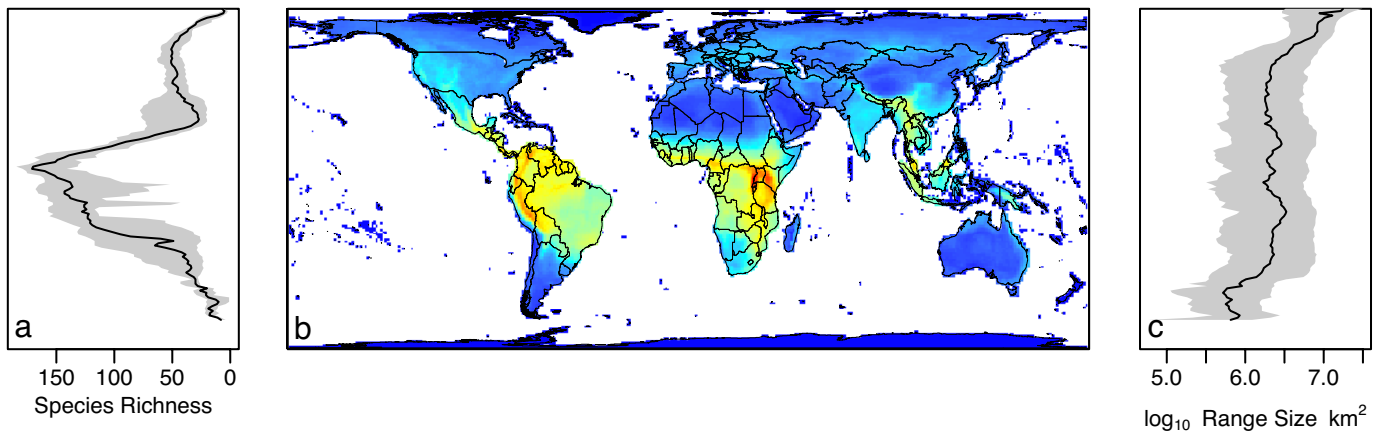 a
150 100 50 0
Species Richness
b
c
5.0 6.0 7.0
log₁₀ Range Size km²